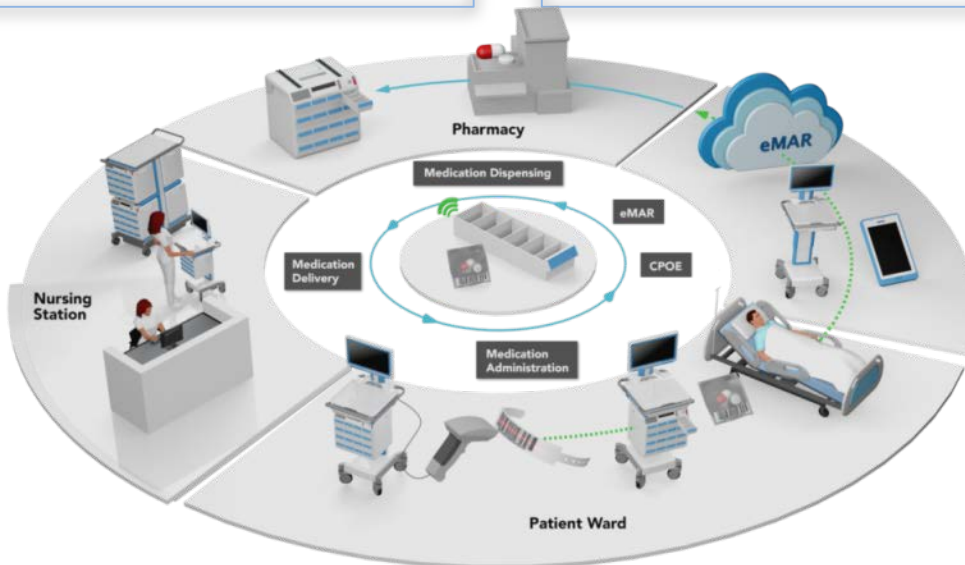 eMAR
Pharmacy
Medication Dispensing
eMAR
Medication
Delivery
CPOE
Nursing
Station
Medication
Administration
Patient Ward